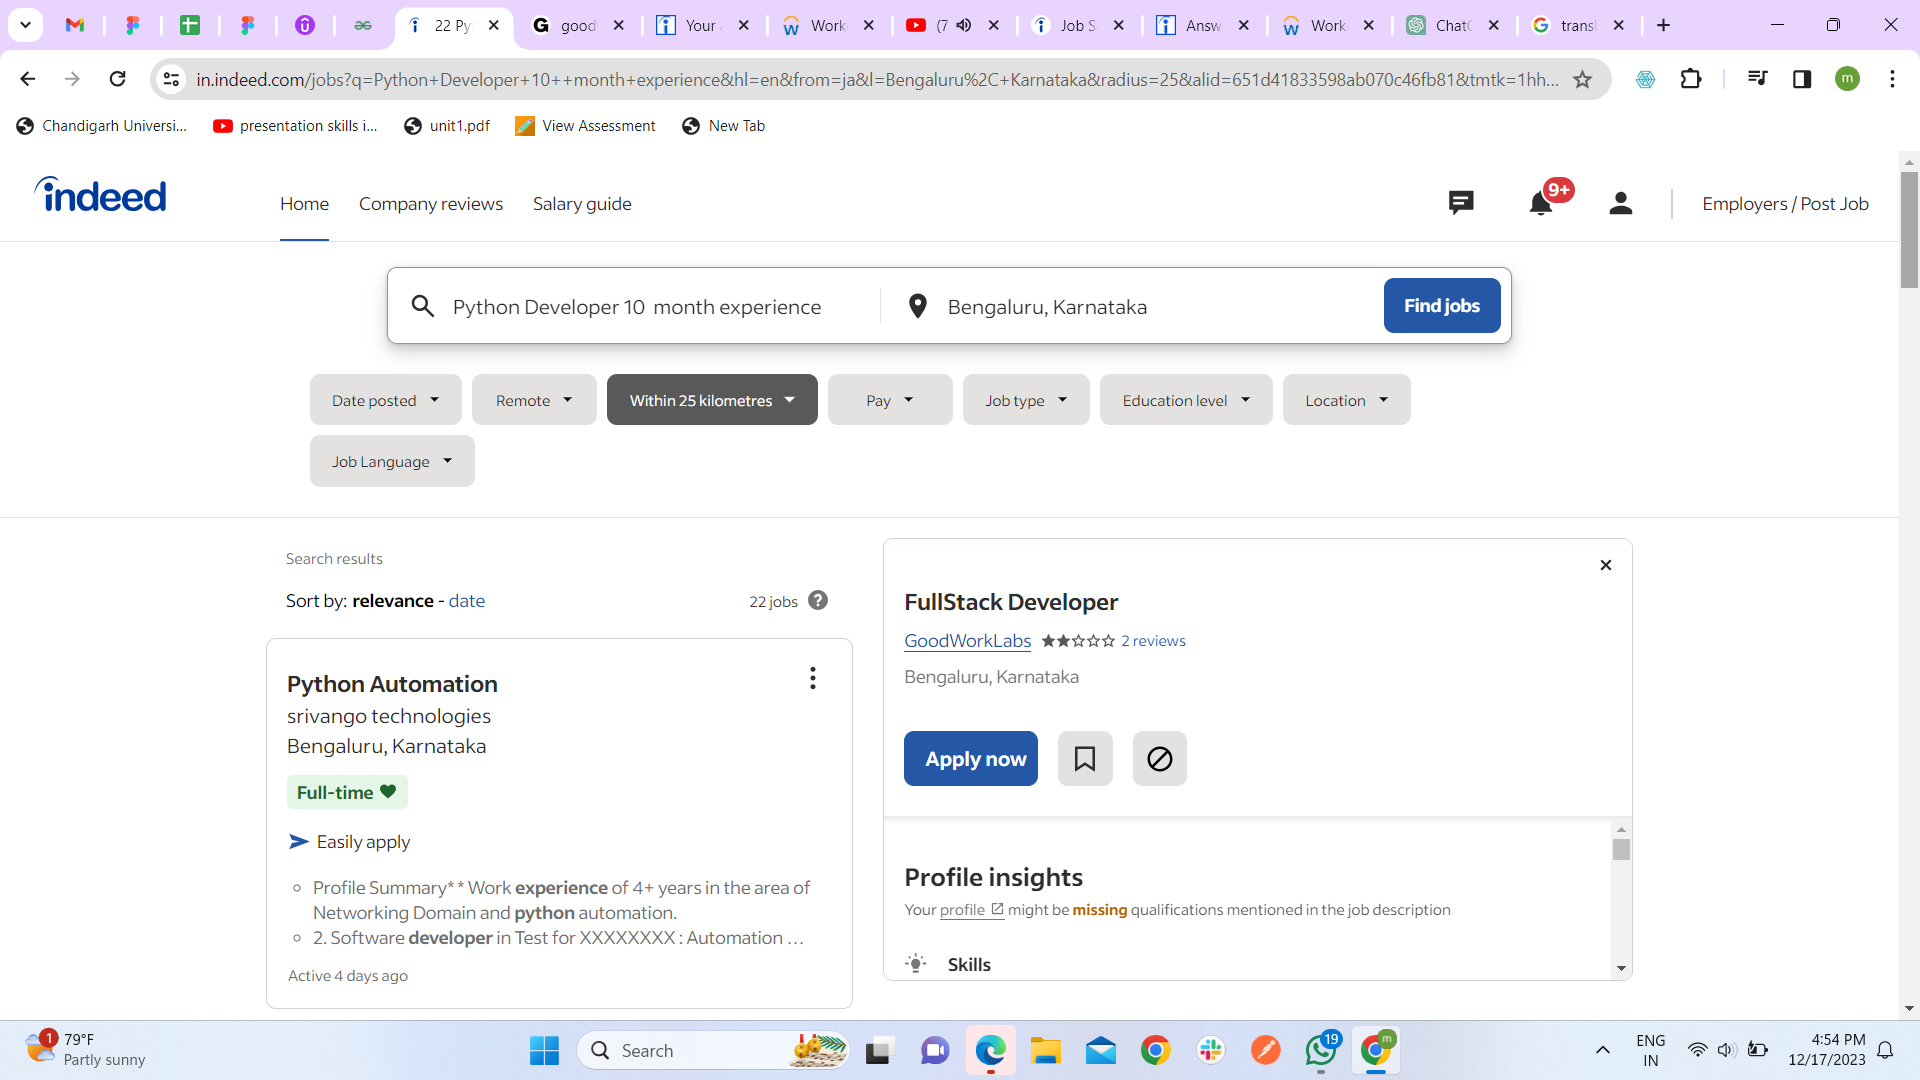 22 Py
good
Your
Work
(7
Job S
Answ
Work
ChatG
transl
in.indeed.com/jobs?q=Python+Developer+10++month+experience&hl=en&from=ja&l=Bengaluru%2C+Karnataka&radius=25&alid=651d41833598ab070c46fb81&tmtk=1hh...
m
Chandigarh Universi...
presentation skills i...
unit1.pdf
View Assessment
New Tab
indeed
Home
Company reviews
Salary guide
9+
Employers / Post Job
Python Developer 10 month experience
Bengaluru, Karnataka
Find jobs
Date posted
Remote
Within 25 kilometres
Pay
Job type
Education level
Location
Job Language
Search results
Sort by: relevance - date
22 jobs
Python Automation
srivango technologies
Bengaluru, Karnataka
Full-time
Easily apply
Profile Summary** Work experience of 4+ years in the area of
Networking Domain and python automation.
2. Software developer in Test for XXXXXXXX : Automation …
Active 4 days ago
FullStack Developer
GoodWorkLabs
2 reviews
Bengaluru, Karnataka
Apply now
Profile insights
Your profile might be missing qualifications mentioned in the job description
Skills
1
79°F
Partly sunny
Search
19
m
ENG
IN
4:54 PM
12/17/2023